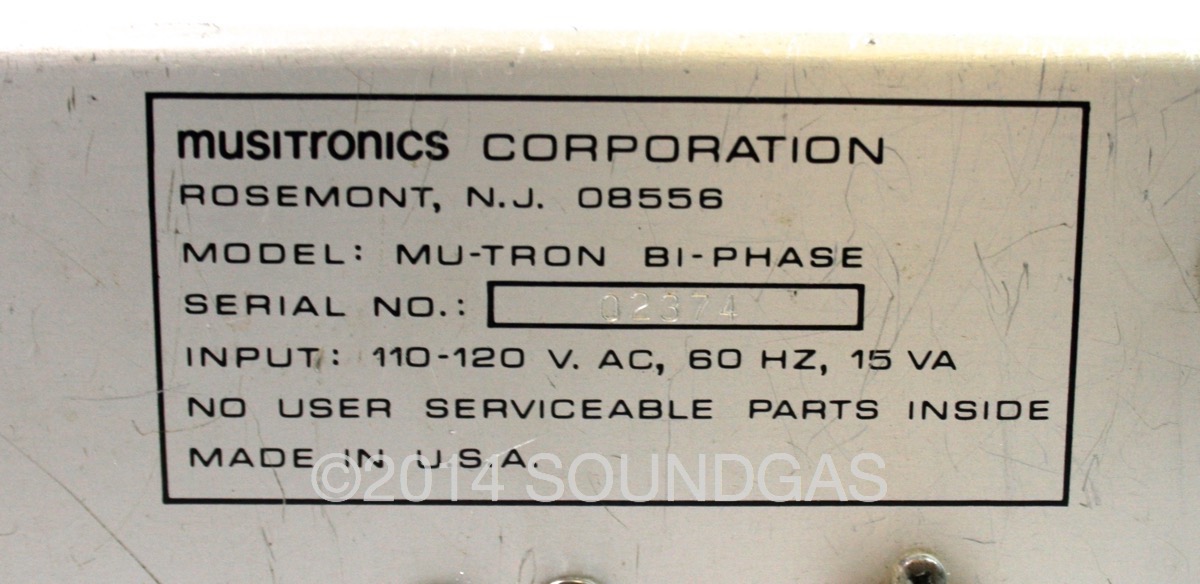 musitronics CORPORATION
ROSEMONT, N.J. 08556
MODEL: MU-TRON BI-PHASE
SERIAL NO.: 02374
INPUT: 110-120 V. AC, 60 HZ, 15 VA
NO USER SERVICEABLE PARTS INSIDE
MADE IN U.S.A.
©2014 SOUNDGAS